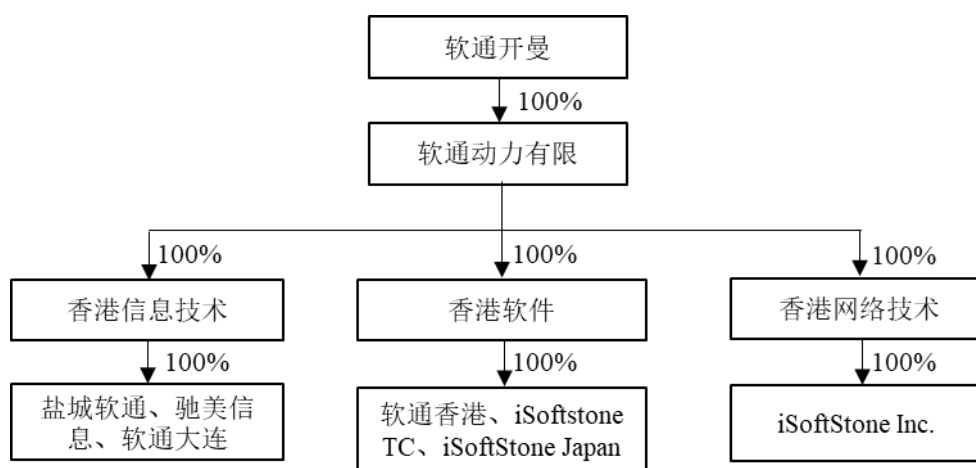 软通开曼
100%
软通动力有限
100%
100%
100%
香港信息技术
香港软件
香港网络技术
100%
100%
100%
盐城软通、驰美信
息、软通大连
软通香港、iSoftstone
TC、iSoftStone Japan
iSoftStone Inc.